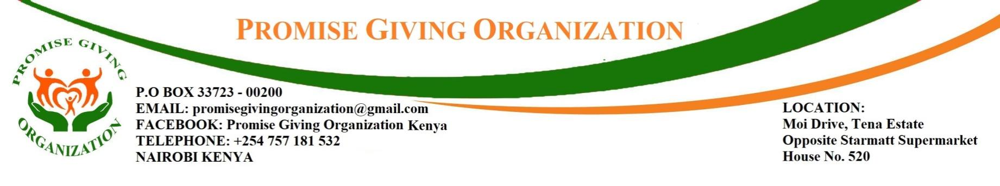 PROMISE GIVING ORGANIZATION
PROMISE GIVING
ORGANIZATION
P.O BOX 33723 - 00200
EMAIL: promisegivingorganization@gmail.com
FACEBOOK: Promise Giving Organization Kenya
TELEPHONE: +254 757 181 532
NAIROBI KENYA
LOCATION:
Moi Drive, Tena Estate
Opposite Starmatt Supermarket
House No. 520